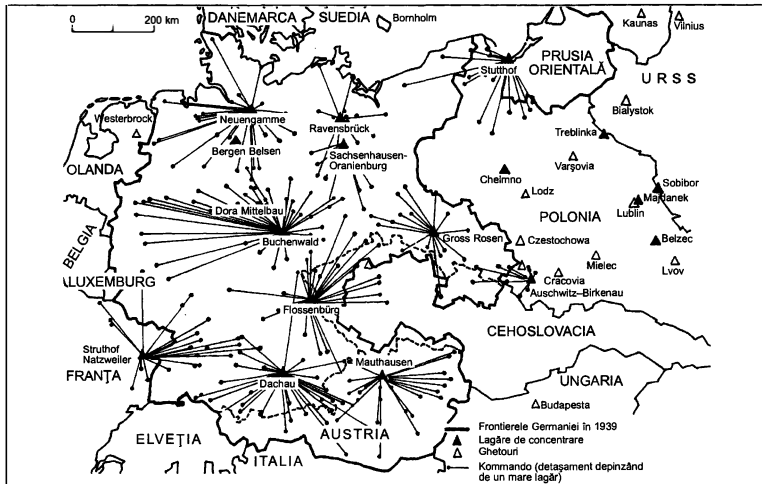 0 200 km
DANEMARCA
SUEDIA
Bornholm
Kaunas
Vilnius
PRUSIA
ORIENTALĂ
Stutthof
URSS
Westerbrock
Neuengamme
Ravensbrück
Bialystok
Treblinka
Bergen Belsen
Sachsenhausen-
Oranienburg
Varşovia
OLANDA
Chelmno
Lodz
Sobibor
Majdanek
Lublin
Dora Mittelbau
POLONIA
BELGIA
Buchenwald
Gross Rosen
Czestochowa
Belzec
Mielec
Lvov
LUXEMBURG
Cracovia
Auschwitz–Birkenau
Flossenbürg
CEHOSLOVACIA
Struthof
Natzweiler
FRANŢA
Mauthausen
Dachau
UNGARIA
Budapesta
ELVEŢIA
AUSTRIA
ITALIA
Frontierele Germaniei în 1939
Lagăre de concentrare
Ghetouri
Kommando (detaşament depinzând
de un mare lagăr)